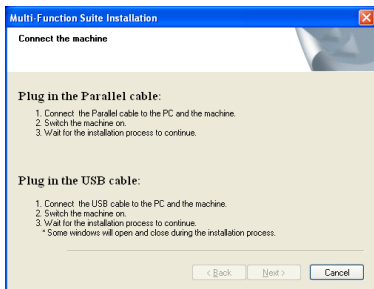 Multi-Function Suite Installation
Connect the machine
Plug in the Parallel cable:
1. Connect the Parallel cable to the PC and the machine.
2. Switch the machine on.
3. Wait for the installation process to continue.
Plug in the USB cable:
1. Connect the USB cable to the PC and the machine.
2. Switch the machine on.
3. Wait for the installation process to continue.
* Some windows will open and close during the installation process.
< Back Next > Cancel